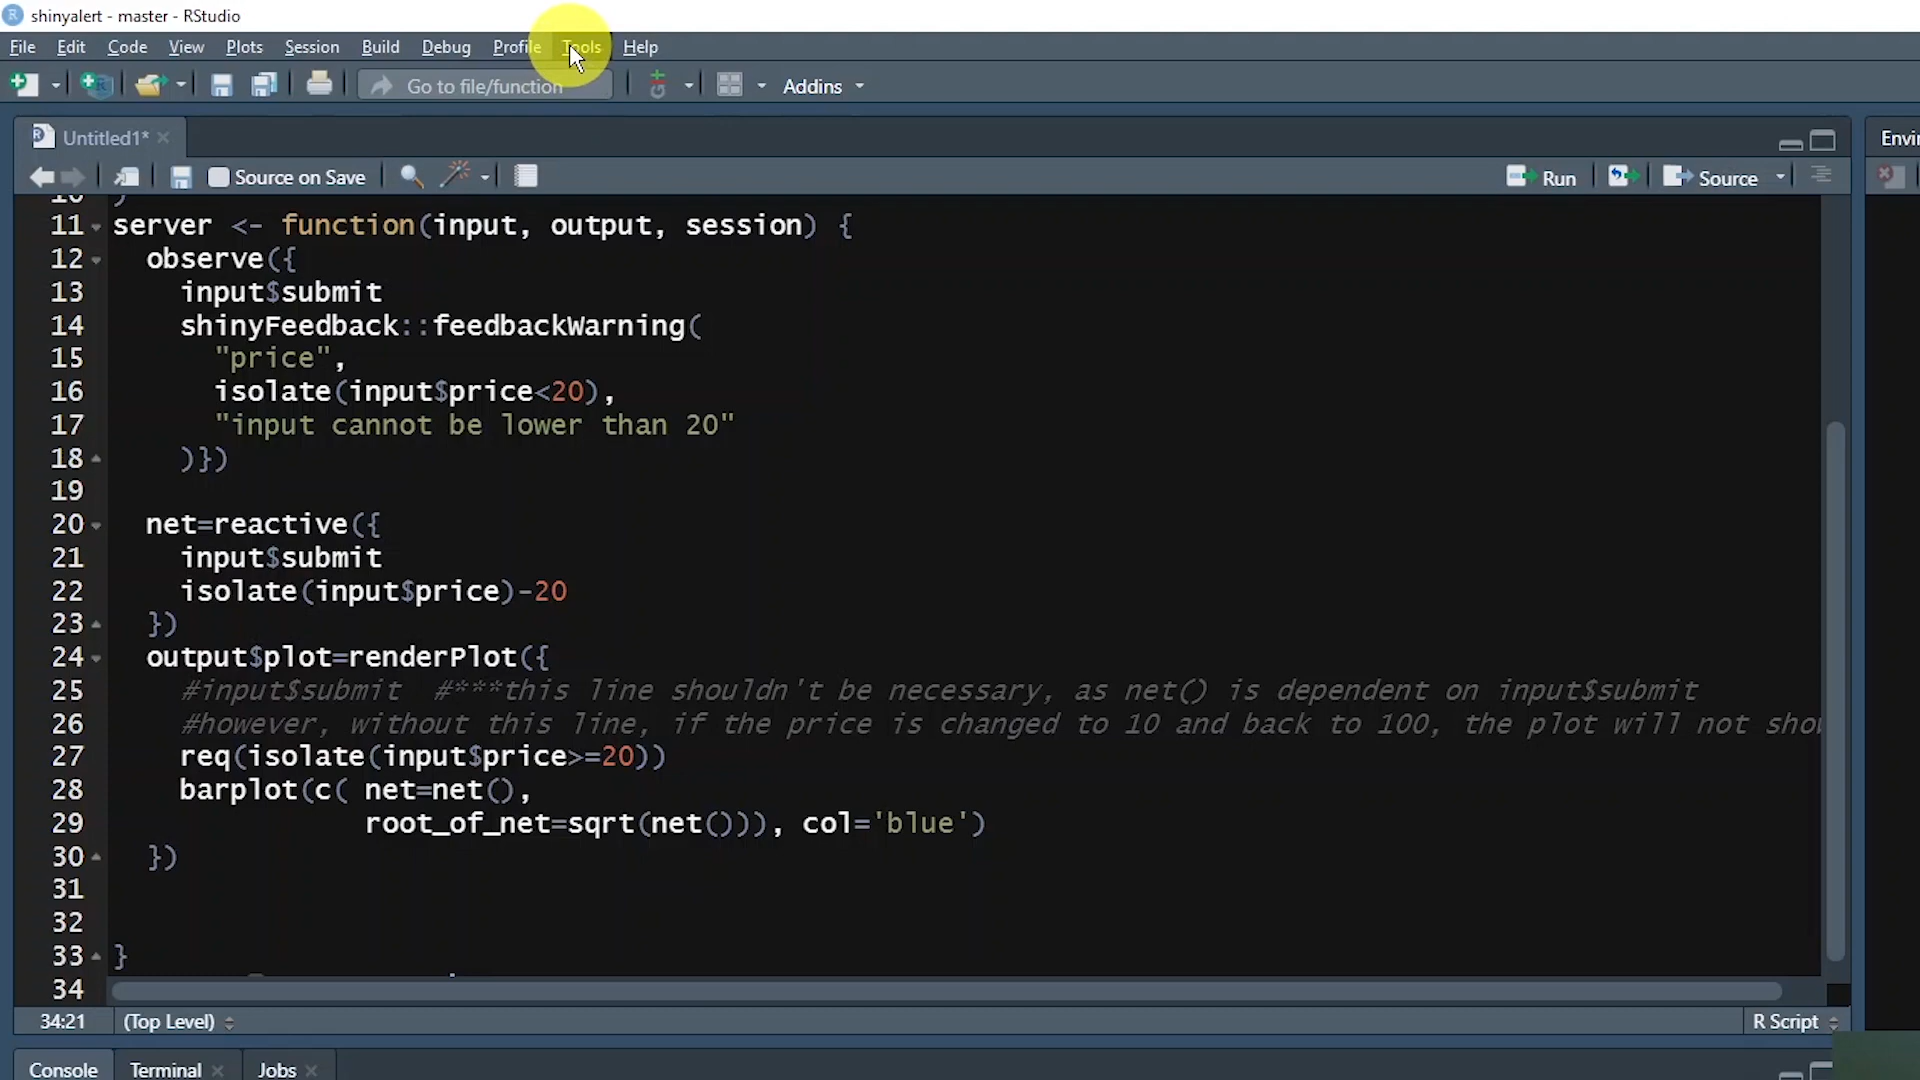 shinyalert - master - RStudio
File Edit Code View Plots Session Build Debug Profile Tools Help
Go to file/function Addins
Untitled1* Envir
Source on Save Run Source
10 )
11 server <- function(input, output, session) {
12 observe({
13 input$submit
14 shinyFeedback::feedbackWarning(
15 "price",
16 isolate(input$price<20),
17 "input cannot be lower than 20"
18 )})
19
20 net=reactive({
21 input$submit
22 isolate(input$price)-20
23 })
24 output$plot=renderPlot({
25 #input$submit #***this line shouldn't be necessary, as net() is dependent on input$submit
26 #however, without this line, if the price is changed to 10 and back to 100, the plot will not show
27 req(isolate(input$price>=20))
28 barplot(c( net=net(),
29 root_of_net=sqrt(net())), col='blue')
30 })
31
32
33 }
34
34:21 (Top Level) R Script
Console Terminal Jobs